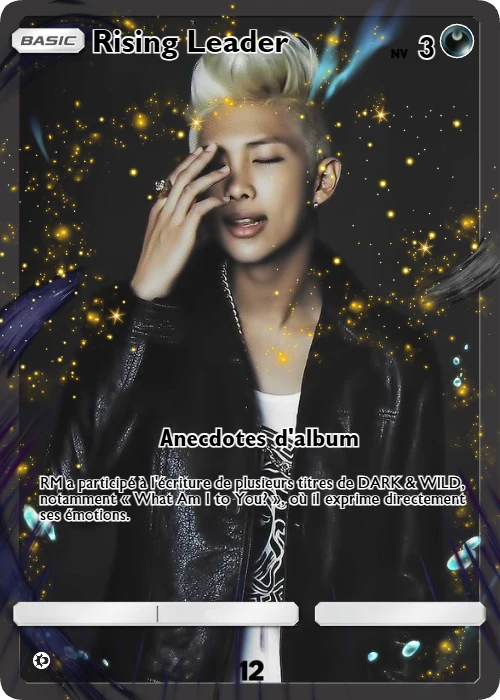 BASIC Rising Leader NV 3
Anecdotes d'album
RM a participé à l'écriture de plusieurs titres de DARK & WILD,
notamment « What Am I to You? », où il exprime directement
ses émotions.
12